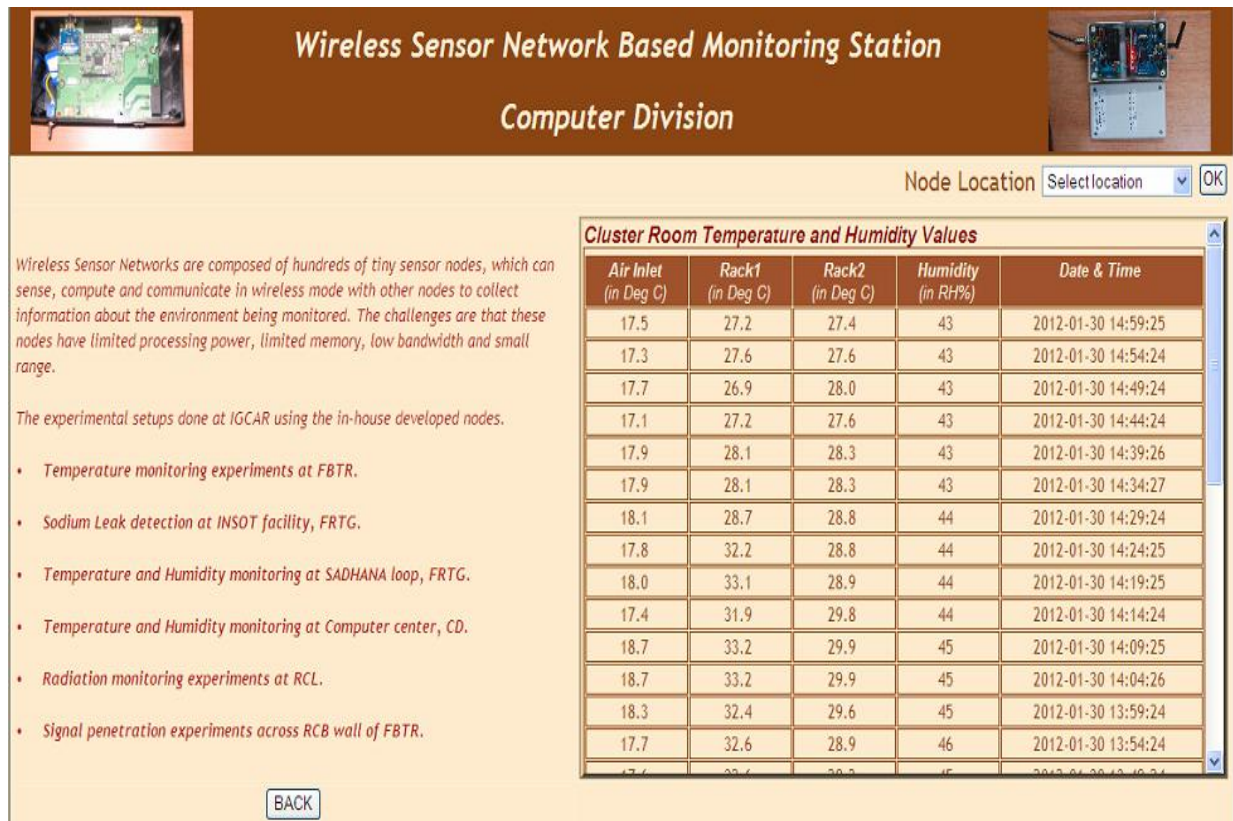 Wireless Sensor Network Based Monitoring Station
Computer Division
Node Location Select location OK
Wireless Sensor Networks are composed of hundreds of tiny sensor nodes, which can
sense, compute and communicate in wireless mode with other nodes to collect
information about the environment being monitored. The challenges are that these
nodes have limited processing power, limited memory, low bandwidth and small
range.
The experimental setups done at IGCAR using the in-house developed nodes.
• Temperature monitoring experiments at FBTR.
• Sodium Leak detection at INSOT facility, FRTG.
• Temperature and Humidity monitoring at SADHANA loop, FRTG.
• Temperature and Humidity monitoring at Computer center, CD.
• Radiation monitoring experiments at RCL.
• Signal penetration experiments across RCB wall of FBTR.
BACK
Cluster Room Temperature and Humidity Values
Air Inlet Rack1 Rack2 Humidity Date & Time
(in Deg C) (in Deg C) (in Deg C) (in RH%)
17.5 27.2 27.4 43 2012-01-30 14:59:25
17.3 27.6 27.6 43 2012-01-30 14:54:24
17.7 26.9 28.0 43 2012-01-30 14:49:24
17.1 27.2 27.6 43 2012-01-30 14:44:24
17.9 28.1 28.3 43 2012-01-30 14:39:26
17.9 28.1 28.3 43 2012-01-30 14:34:27
18.1 28.7 28.8 44 2012-01-30 14:29:24
17.8 32.2 28.8 44 2012-01-30 14:24:25
18.0 33.1 28.9 44 2012-01-30 14:19:25
17.4 31.9 29.8 44 2012-01-30 14:14:24
18.7 33.2 29.9 45 2012-01-30 14:09:25
18.7 33.2 29.9 45 2012-01-30 14:04:26
18.3 32.4 29.6 45 2012-01-30 13:59:24
17.7 32.6 28.9 46 2012-01-30 13:54:24